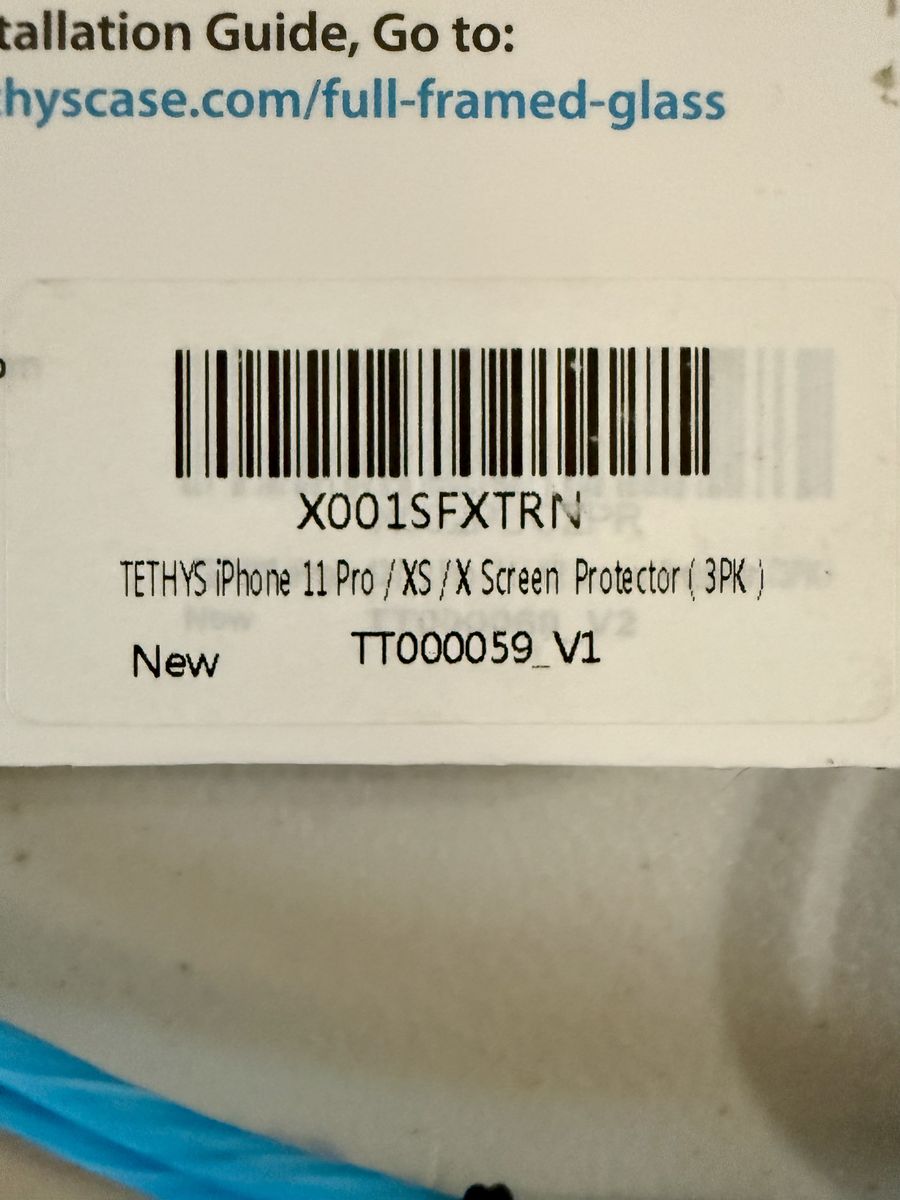 tallation Guide, Go to:
hyscase.com/full-framed-glass
X001SFXTRN
TETHYS iPhone 11 Pro / XS / X Screen Protector ( 3PK )
New TT000059_V1